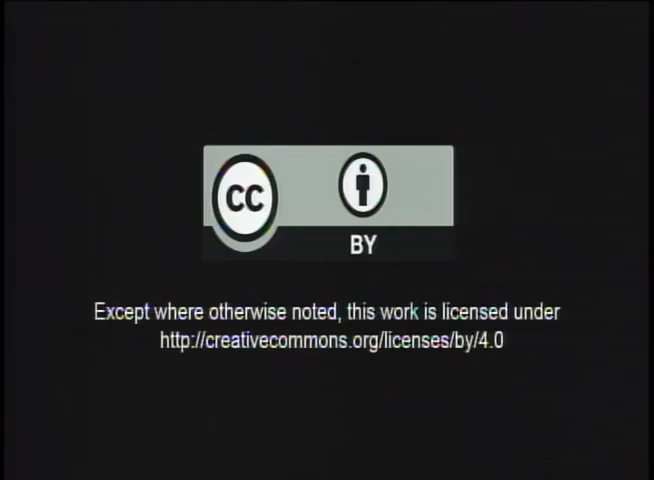 CC
BY
Except where otherwise noted, this work is licensed under
http://creativecommons.org/licenses/by/4.0